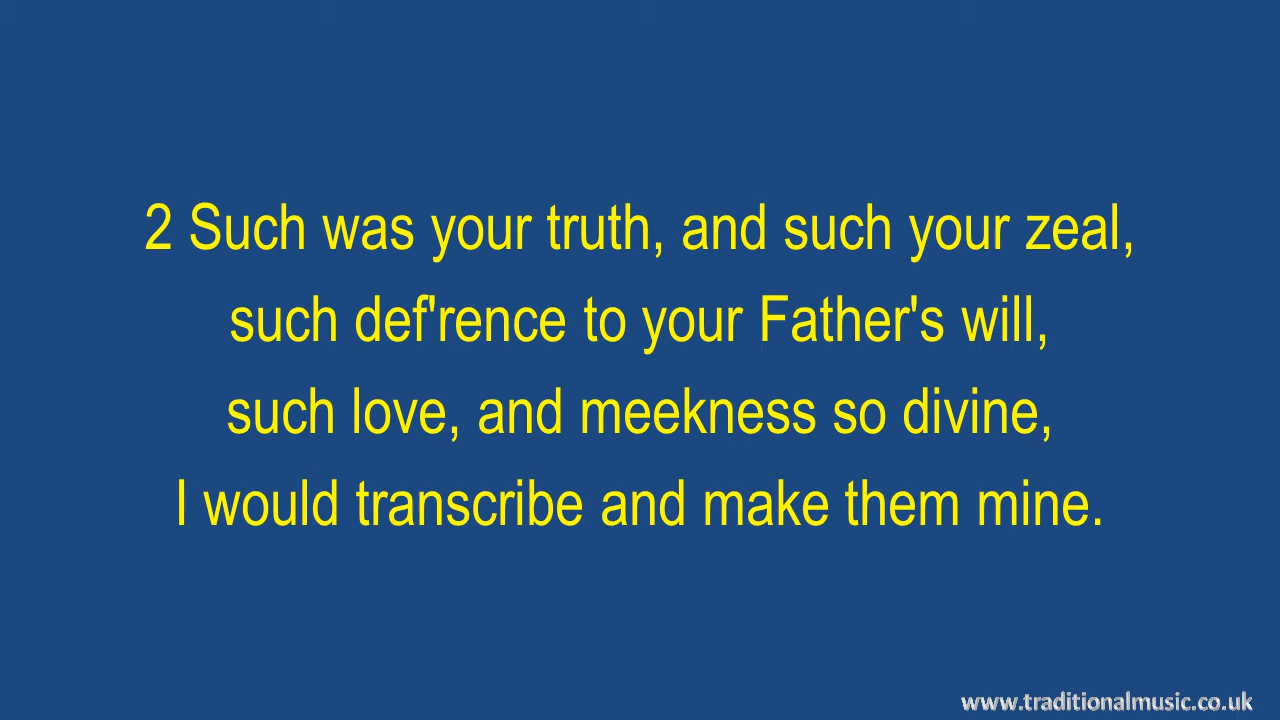 2 Such was your truth, and such your zeal,
such def'rence to your Father's will,
such love, and meekness so divine,
I would transcribe and make them mine.
www.traditionalmusic.co.uk